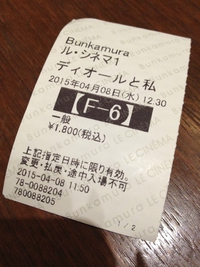 Bunkamura
ル・シネマ1
ディオールと私
2015年04月08日(水) 12:30
【F-6】
一般
¥1,800(税込)
上記指定日時に限り有効。
変更・払戻・途中入場不可
2015-04-08 11:50
78-0088204
780088205
1 / 2